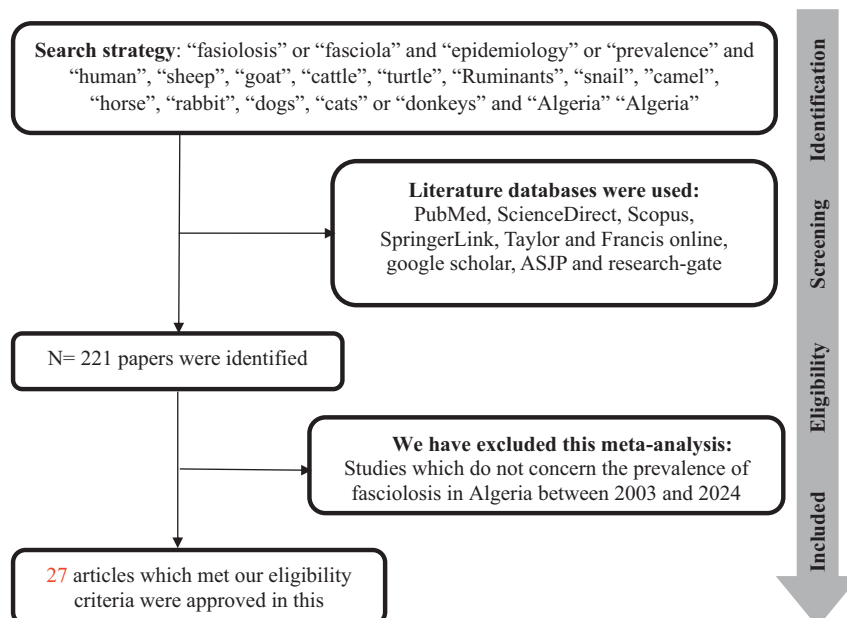 Search strategy: “fasiolosis” or “fasciola” and “epidemiology” or “prevalence” and
“human”, “sheep”, “goat”, “cattle”, “turtle”, “Ruminants”, “snail”, “camel”,
“horse”, “rabbit”, “dogs”, “cats” or “donkeys” and “Algeria” “Algeria”
Identification
Literature databases were used:
PubMed, ScienceDirect, Scopus,
SpringerLink, Taylor and Francis online,
google scholar, ASJP and research-gate
Screening
N= 221 papers were identified
Eligibility
We have excluded this meta-analysis:
Studies which do not concern the prevalence of
fasciolosis in Algeria between 2003 and 2024
Included
27 articles which met our eligibility
criteria were approved in this